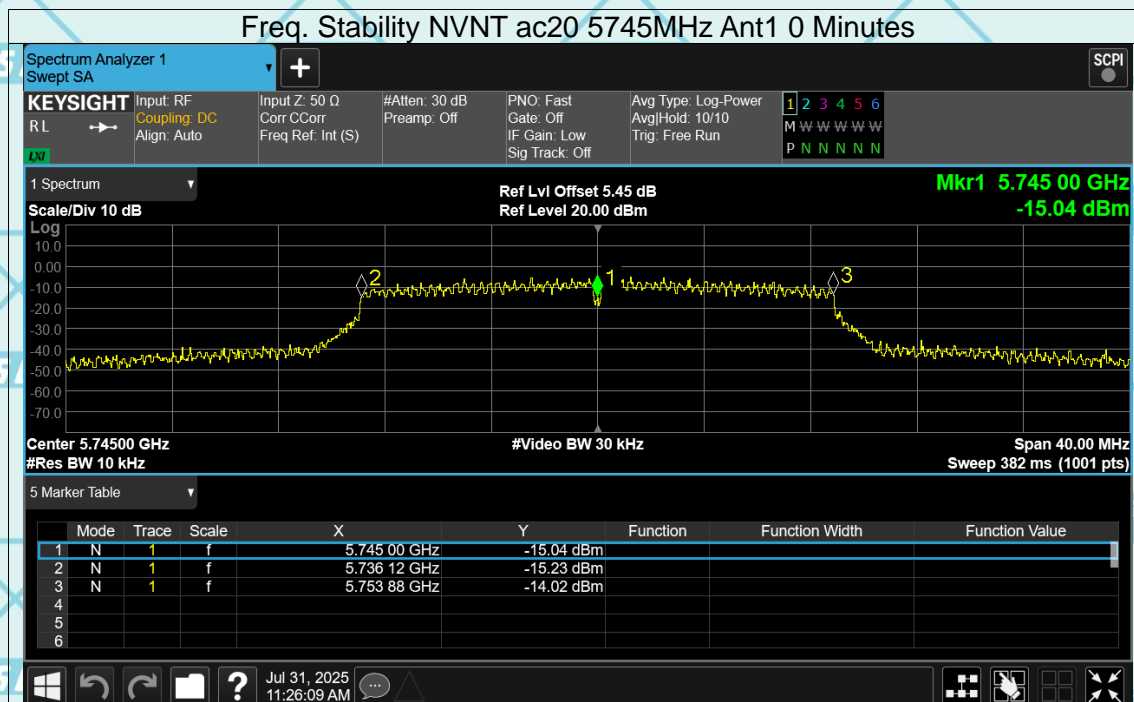 Freq. Stability NVNT ac20 5745MHz Ant1 0 Minutes
Spectrum Analyzer 1
Swept SA
+
SCPI
KEYSIGHT
RL
LXI
Input: RF
Coupling: DC
Align: Auto
Input Z: 50 Ω
Corr CCorr
Freq Ref: Int (S)
#Atten: 30 dB
Preamp: Off
PNO: Fast
Gate: Off
IF Gain: Low
Sig Track: Off
Avg Type: Log-Power
Avg|Hold: 10/10
Trig: Free Run
1 2 3 4 5 6
M W W W W W
P N N N N N
1 Spectrum
Scale/Div 10 dB
Ref Lvl Offset 5.45 dB
Ref Level 20.00 dBm
Mkr1 5.745 00 GHz
-15.04 dBm
Log
10.0
0.00
-10.0
-20.0
-30.0
-40.0
-50.0
-60.0
-70.0
2
1
3
Center 5.74500 GHz
#Video BW 30 kHz
Span 40.00 MHz
#Res BW 10 kHz
Sweep 382 ms (1001 pts)
5 Marker Table
Mode Trace Scale X Y Function Function Width Function Value
1 N 1 f 5.745 00 GHz -15.04 dBm
2 N 1 f 5.736 12 GHz -15.23 dBm
3 N 1 f 5.753 88 GHz -14.02 dBm
4
5
6
?
Jul 31, 2025
11:26:09 AM